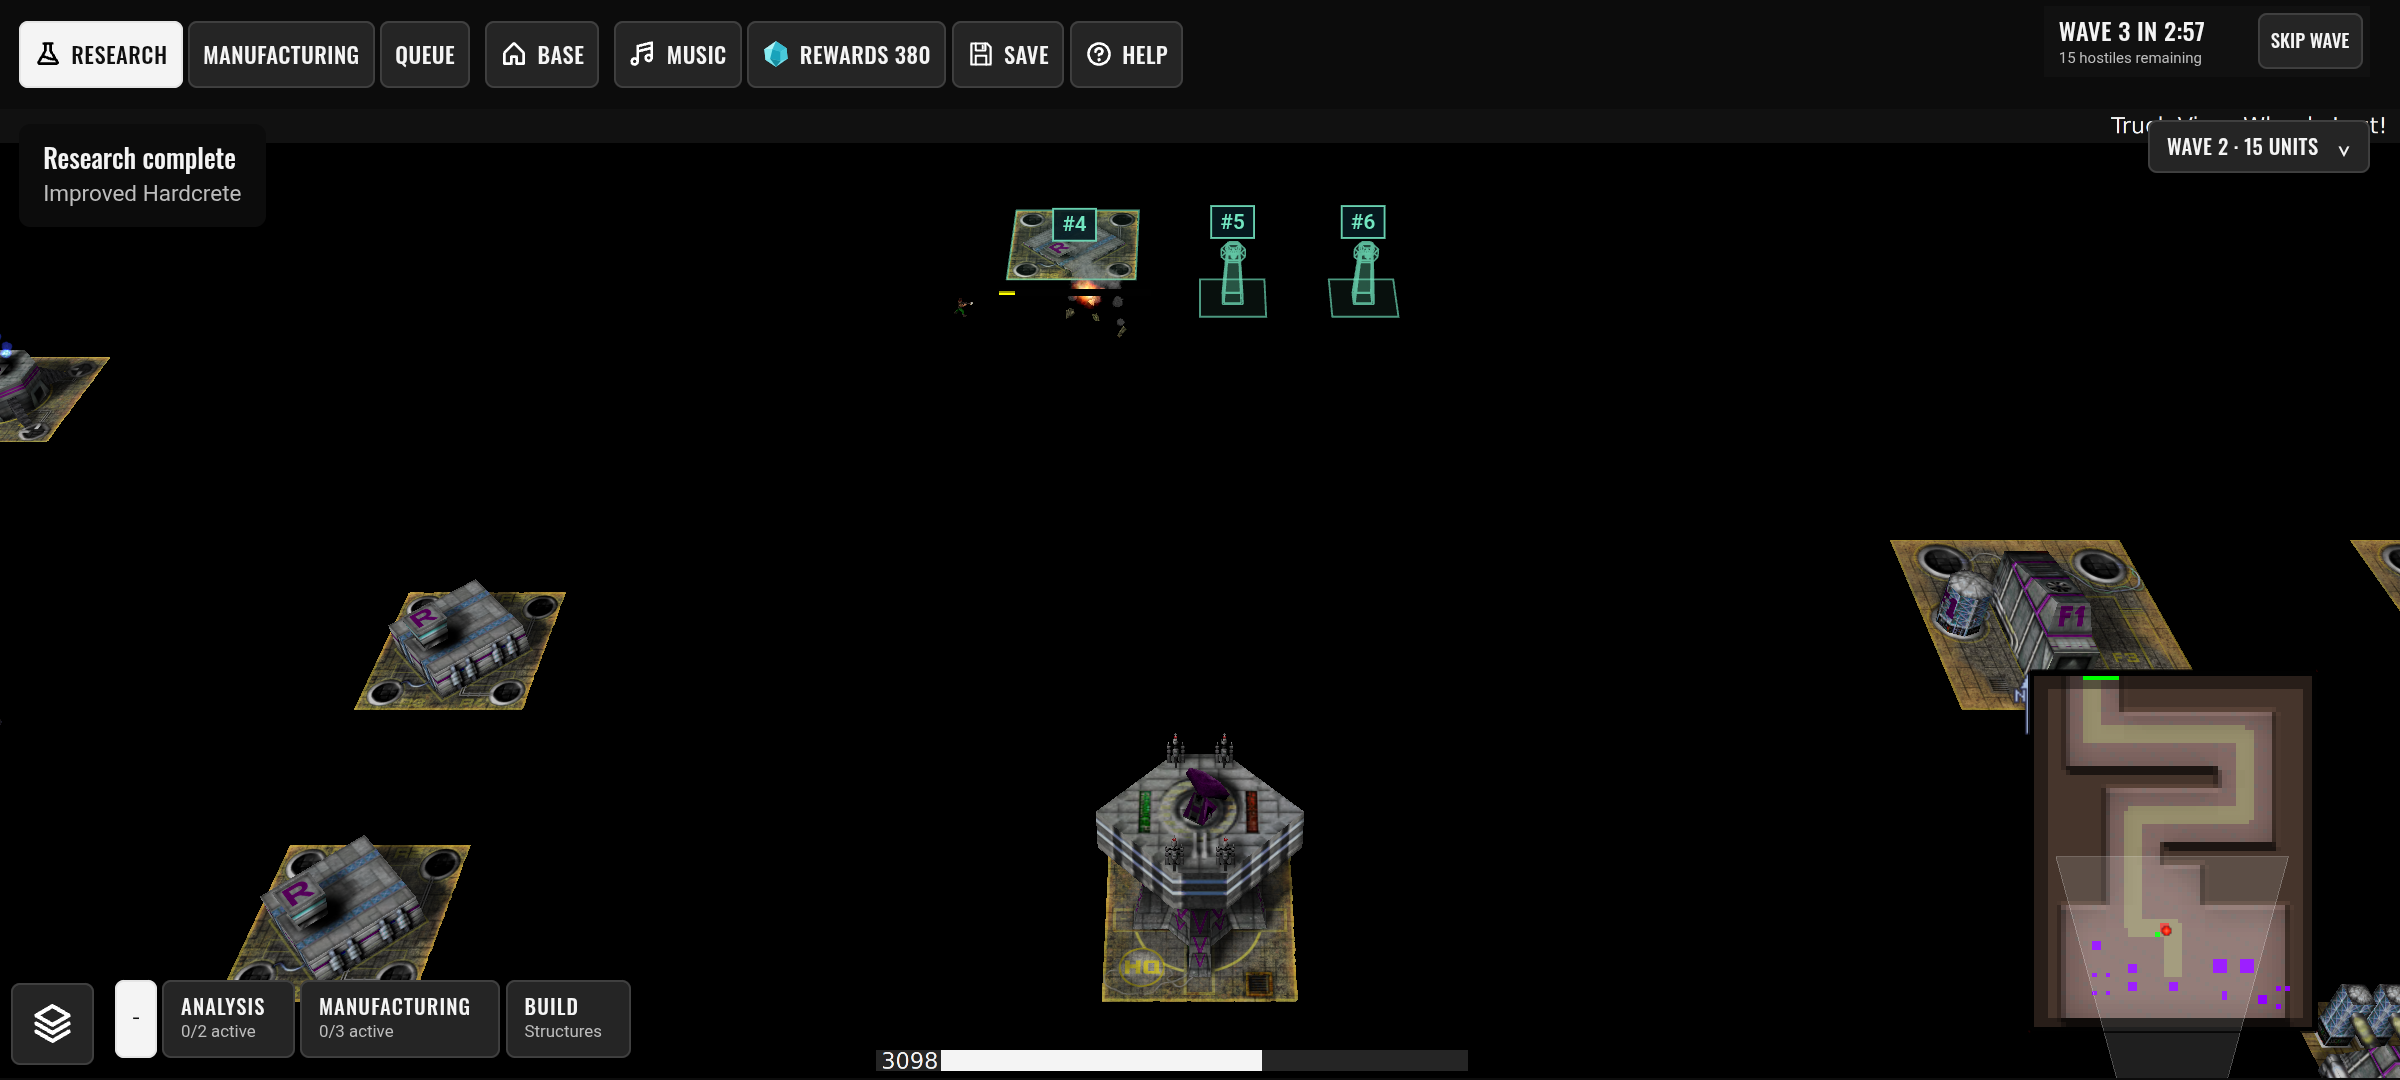 RESEARCH
MANUFACTURING
QUEUE
BASE
MUSIC
REWARDS 380
SAVE
HELP
WAVE 3 IN 2:57
15 hostiles remaining
SKIP WAVE
WAVE 2 · 15 UNITS
Research complete
Improved Hardcrete
#4
#5
#6
R
R
R
F1
F3
N
HQ
-
ANALYSIS
0/2 active
MANUFACTURING
0/3 active
BUILD
Structures
3098